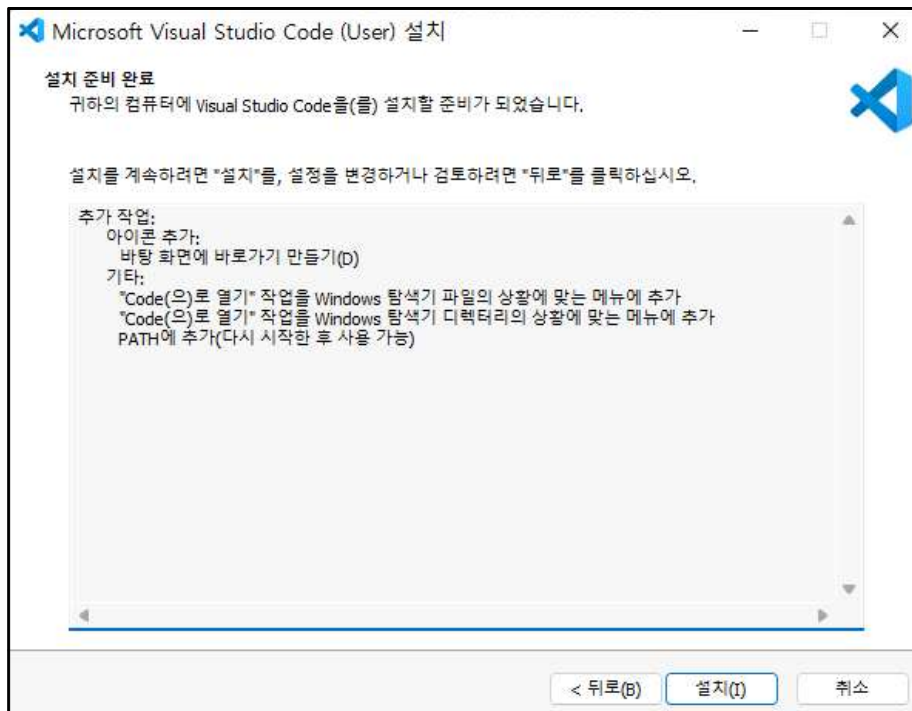 Microsoft Visual Studio Code (User) 설치
설치 준비 완료
귀하의 컴퓨터에 Visual Studio Code을(를) 설치할 준비가 되었습니다.
설치를 계속하려면 "설치"를, 설정을 변경하거나 검토하려면 "뒤로"를 클릭하십시오.
추가 작업:
아이콘 추가:
바탕 화면에 바로가기 만들기(D)
기타:
"Code(으)로 열기" 작업을 Windows 탐색기 파일의 상황에 맞는 메뉴에 추가
"Code(으)로 열기" 작업을 Windows 탐색기 디렉터리의 상황에 맞는 메뉴에 추가
PATH에 추가(다시 시작한 후 사용 가능)
< 뒤로(B) 설치(I) 취소